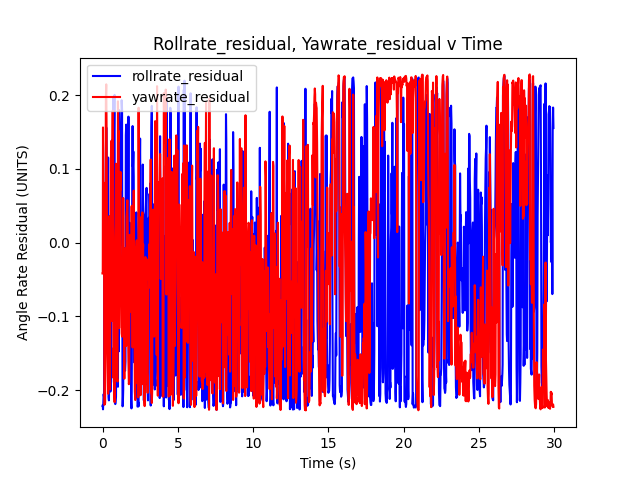 Rollrate_residual, Yawrate_residual v Time
rollrate_residual
yawrate_residual
Angle Rate Residual (UNITS)
0.2
0.1
0.0
−0.1
−0.2
0 5 10 15 20 25 30
Time (s)